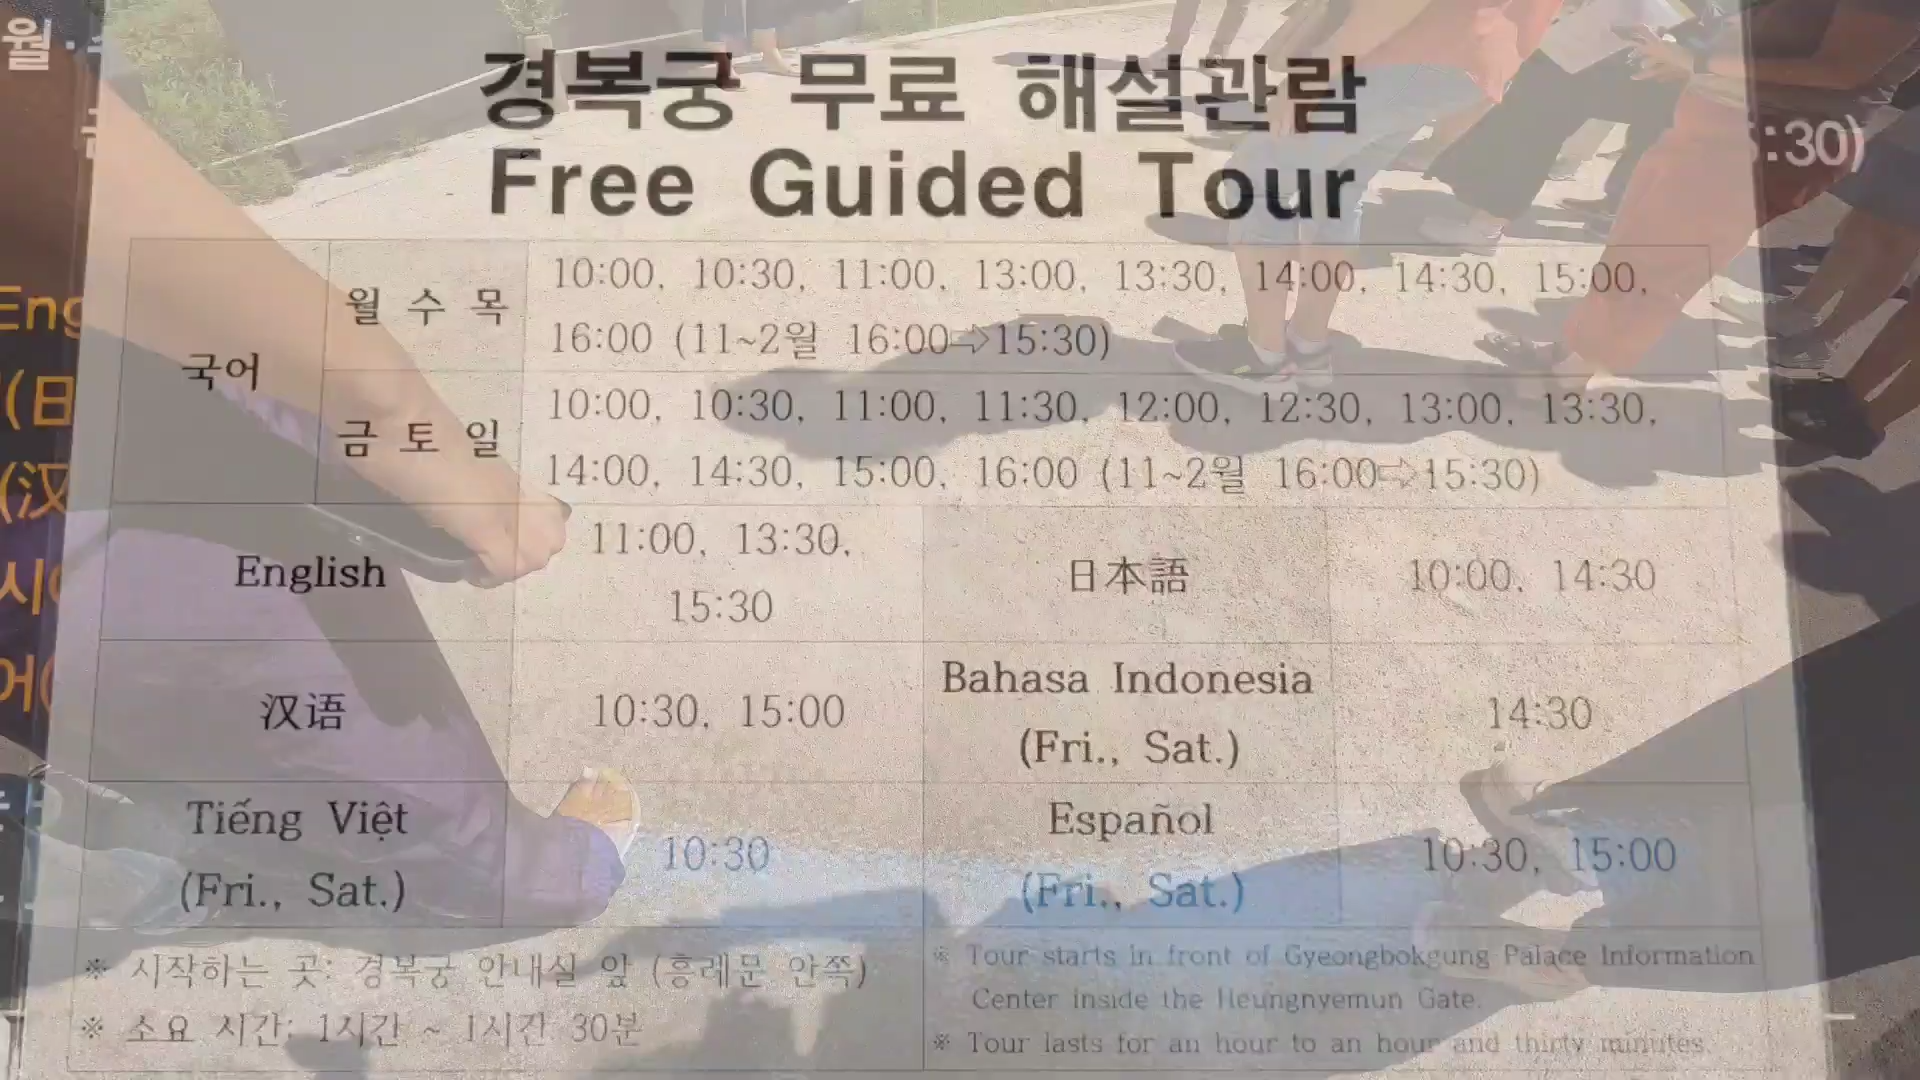 월
경복궁 무료 해설관람
Free Guided Tour
:30)
국어
월 수 목
10:00, 10:30, 11:00, 13:00, 13:30, 14:00, 14:30, 15:00,
16:00 (11~2월 16:00⇨15:30)
금 토 일
10:00, 10:30, 11:00, 11:30, 12:00, 12:30, 13:00, 13:30,
14:00, 14:30, 15:00, 16:00 (11~2월 16:00⇨15:30)
English
11:00, 13:30,
15:30
日本語
10:00, 14:30
汉语
10:30, 15:00
Bahasa Indonesia
(Fri., Sat.)
14:30
Tiếng Việt
(Fri., Sat.)
10:30
Español
(Fri., Sat.)
10:30, 15:00
※ 시작하는 곳: 경복궁 안내실 앞 (흥례문 안쪽)
※ 소요 시간: 1시간 ~ 1시간 30분
※ Tour starts in front of Gyeongbokgung Palace Information
Center inside the Heungnyemun Gate.
※ Tour lasts for an hour to an hour and thirty minutes.
Eng
(日
(汉